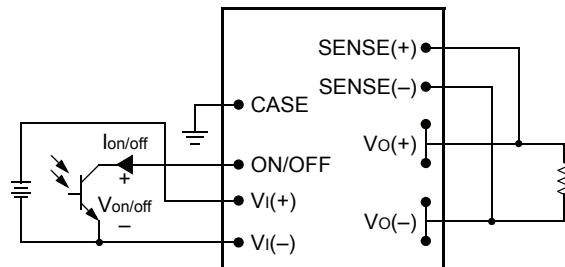 SENSE(+)
SENSE(–)
CASE
VO(+)
Ion/off
ON/OFF
+
VI(+)
Von/off
VO(–)
–
VI(–)